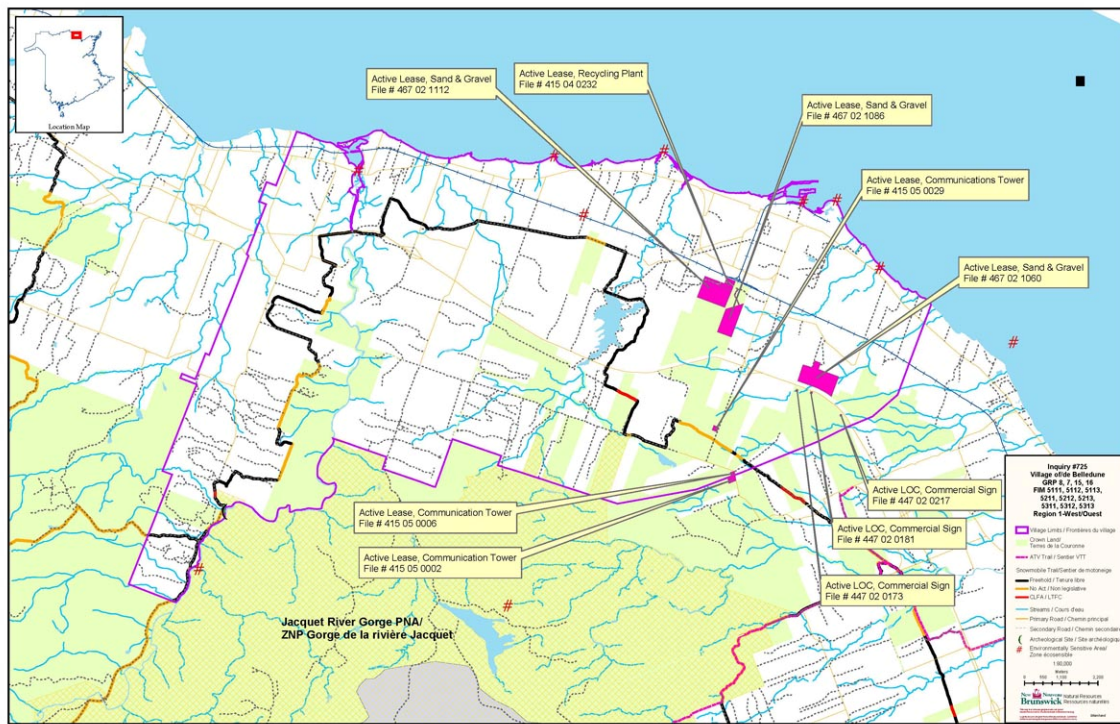 Location Map
Active Lease, Sand & Gravel
File # 467 02 1112
Active Lease, Recycling Plant
File # 415 04 0232
Active Lease, Sand & Gravel
File # 467 02 1086
Active Lease, Communications Tower
File # 415 05 0029
Active Lease, Sand & Gravel
File # 467 02 1060
Active LOC, Commercial Sign
File # 447 02 0217
Active Lease, Communication Tower
File # 415 05 0006
Active LOC, Commercial Sign
File # 447 02 0181
Active Lease, Communication Tower
File # 415 05 0002
Active LOC, Commercial Sign
File # 447 02 0173
Jacquet River Gorge PNA/
ZNP Gorge de la rivière Jacquet
Inquiry #725
Village of/de Belledune
GRP 8, 7, 15, 16
FIM 5111, 5112, 5113,
5211, 5212, 5213,
5311, 5312, 5313
Region 1-West/Ouest
Village Limits / Frontières du village
Crown Land/
Terres de la Couronne
ATV Trail / Sentier VTT
Snowmobile Trail/Sentier de motoneige
Freehold / Tenure libre
No Act / Non legislative
CLFA / LTFC
Streams / Cours d'eau
Primary Road / Chemin principal
Secondary Road / Chemin secondaire
Archeological Site / Site archéologique
Environmentally Sensitive Area/
Zone écosensible
Meters
New Nouveau
Brunswick
Natural Resources
Ressources naturelles